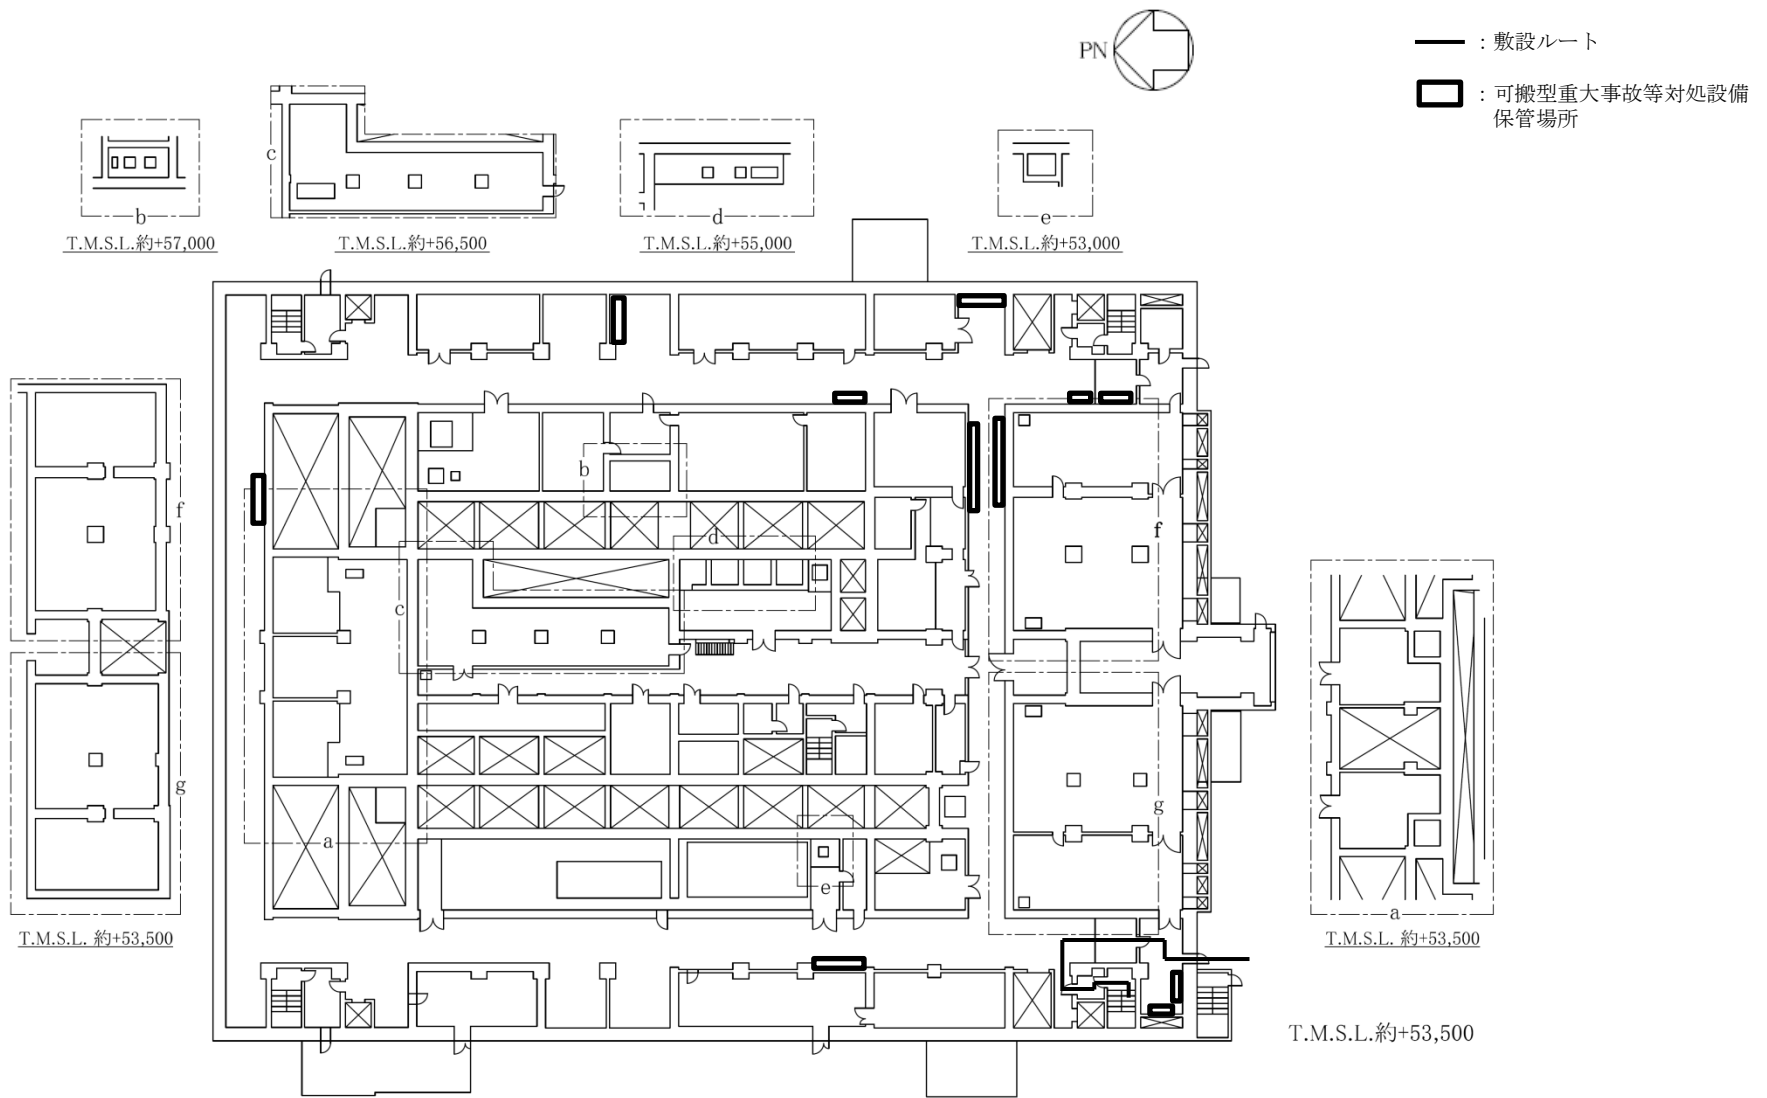 PN
：敷設ルート
：可搬型重大事故等対処設備
保管場所
c
b
d
e
T.M.S.L.約+57,000
T.M.S.L.約+56,500
T.M.S.L.約+55,000
T.M.S.L.約+53,000
b
f
f
d
c
g
g
a
e
a
T.M.S.L. 約+53,500
T.M.S.L. 約+53,500
T.M.S.L.約+53,500